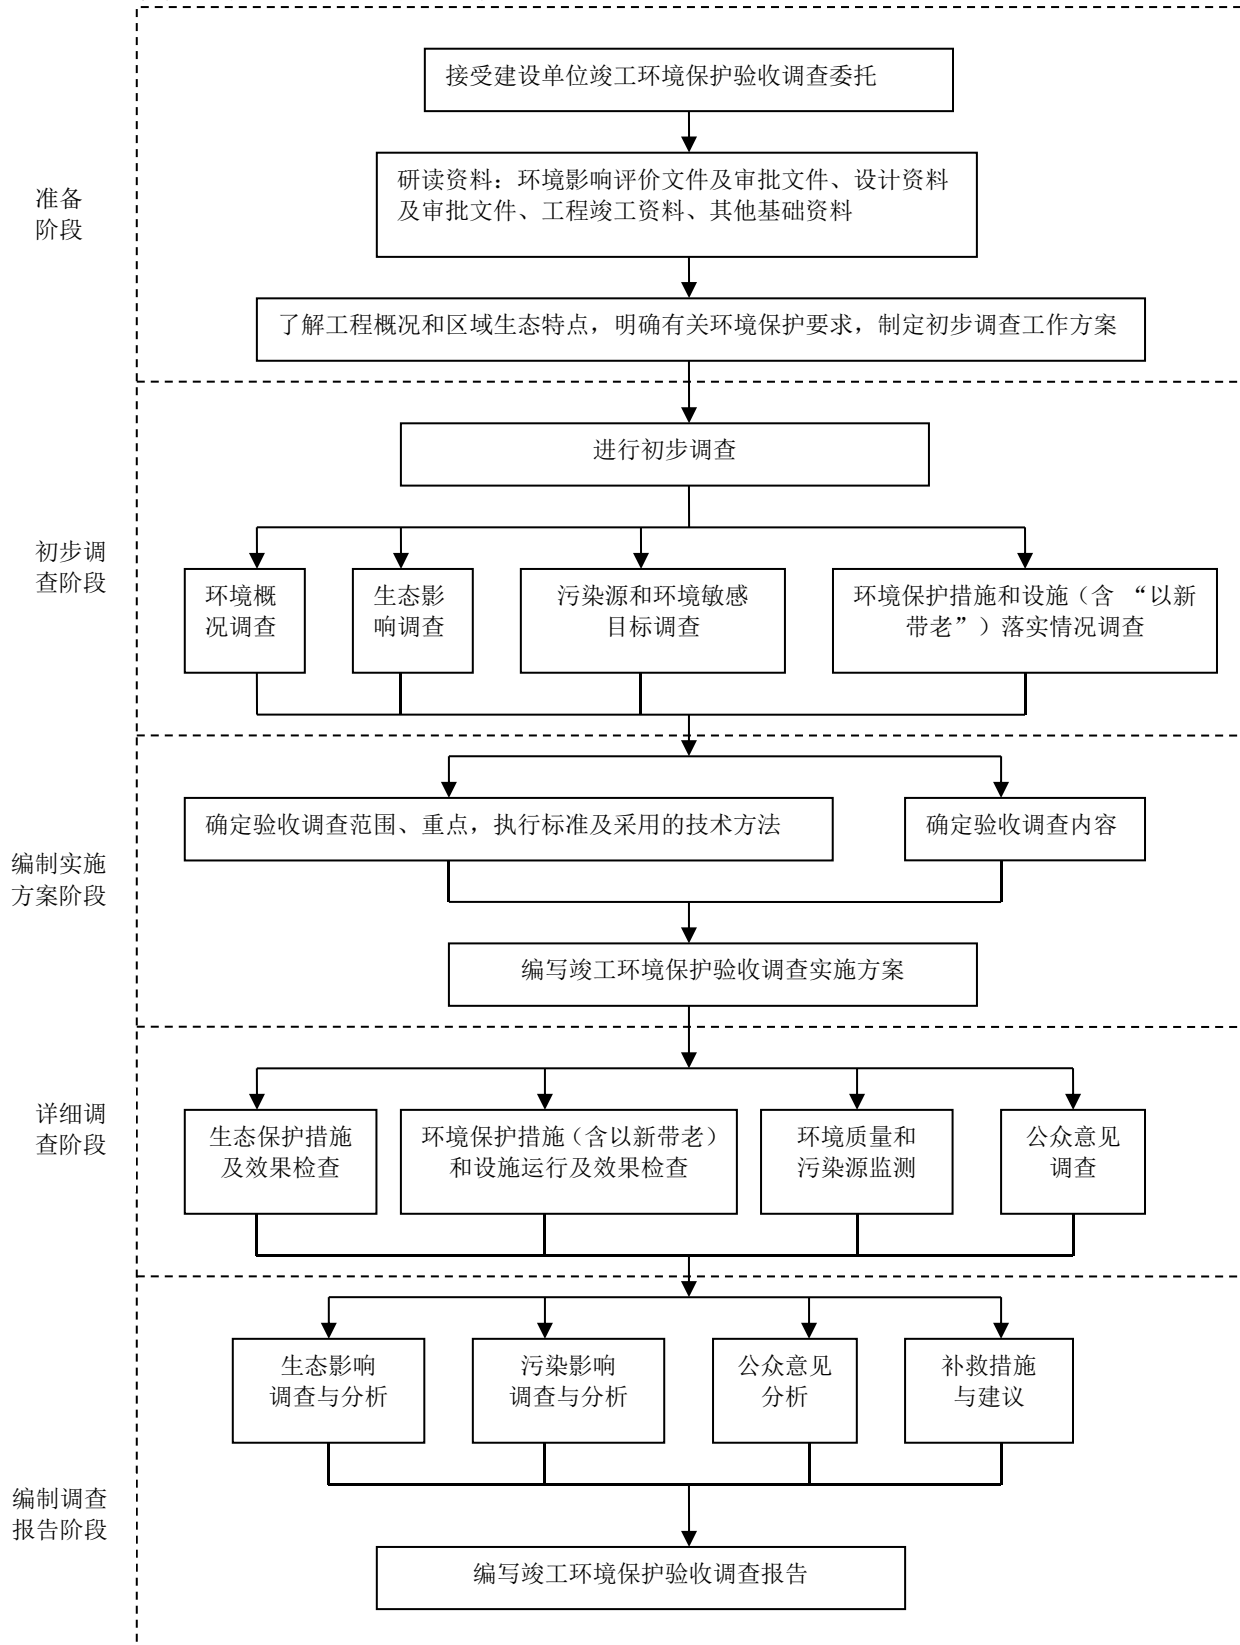 接受建设单位竣工环境保护验收调查委托
准备
阶段
研读资料：环境影响评价文件及审批文件、设计资料
及审批文件、工程竣工资料、其他基础资料
了解工程概况和区域生态特点，明确有关环境保护要求，制定初步调查工作方案
初步调
查阶段
进行初步调查
环境概
况调查
生态影
响调查
污染源和环境敏感
目标调查
环境保护措施和设施（含 “以新
带老”）落实情况调查
编制实施
方案阶段
确定验收调查范围、重点，执行标准及采用的技术方法
确定验收调查内容
编写竣工环境保护验收调查实施方案
详细调
查阶段
生态保护措施
及效果检查
环境保护措施（含以新带老）
和设施运行及效果检查
环境质量和
污染源监测
公众意见
调查
编制调查
报告阶段
生态影响
调查与分析
污染影响
调查与分析
公众意见
分析
补救措施
与建议
编写竣工环境保护验收调查报告